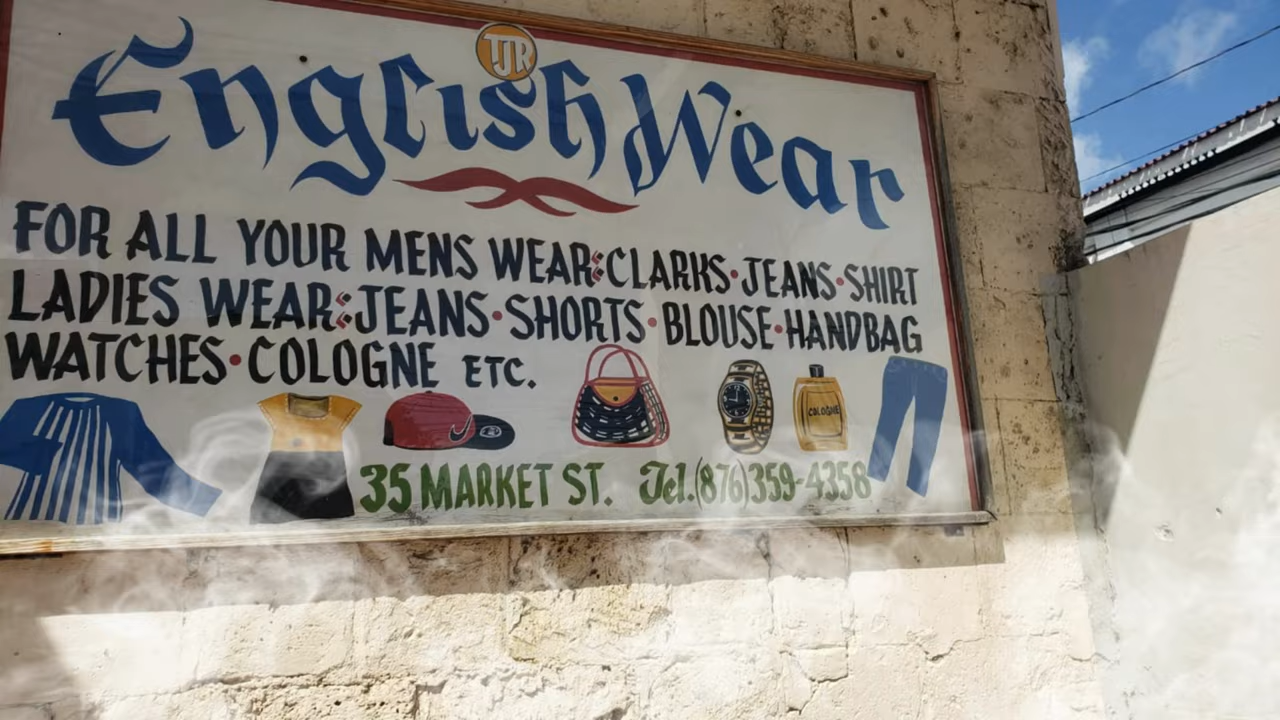 TJR
English Wear
FOR ALL YOUR MENS WEAR: CLARKS • JEANS • SHIRT
LADIES WEAR: JEANS • SHORTS • BLOUSE • HANDBAG
WATCHES • COLOGNE ETC.
COLOGNE
35 MARKET ST. Tel. (876) 359-4358